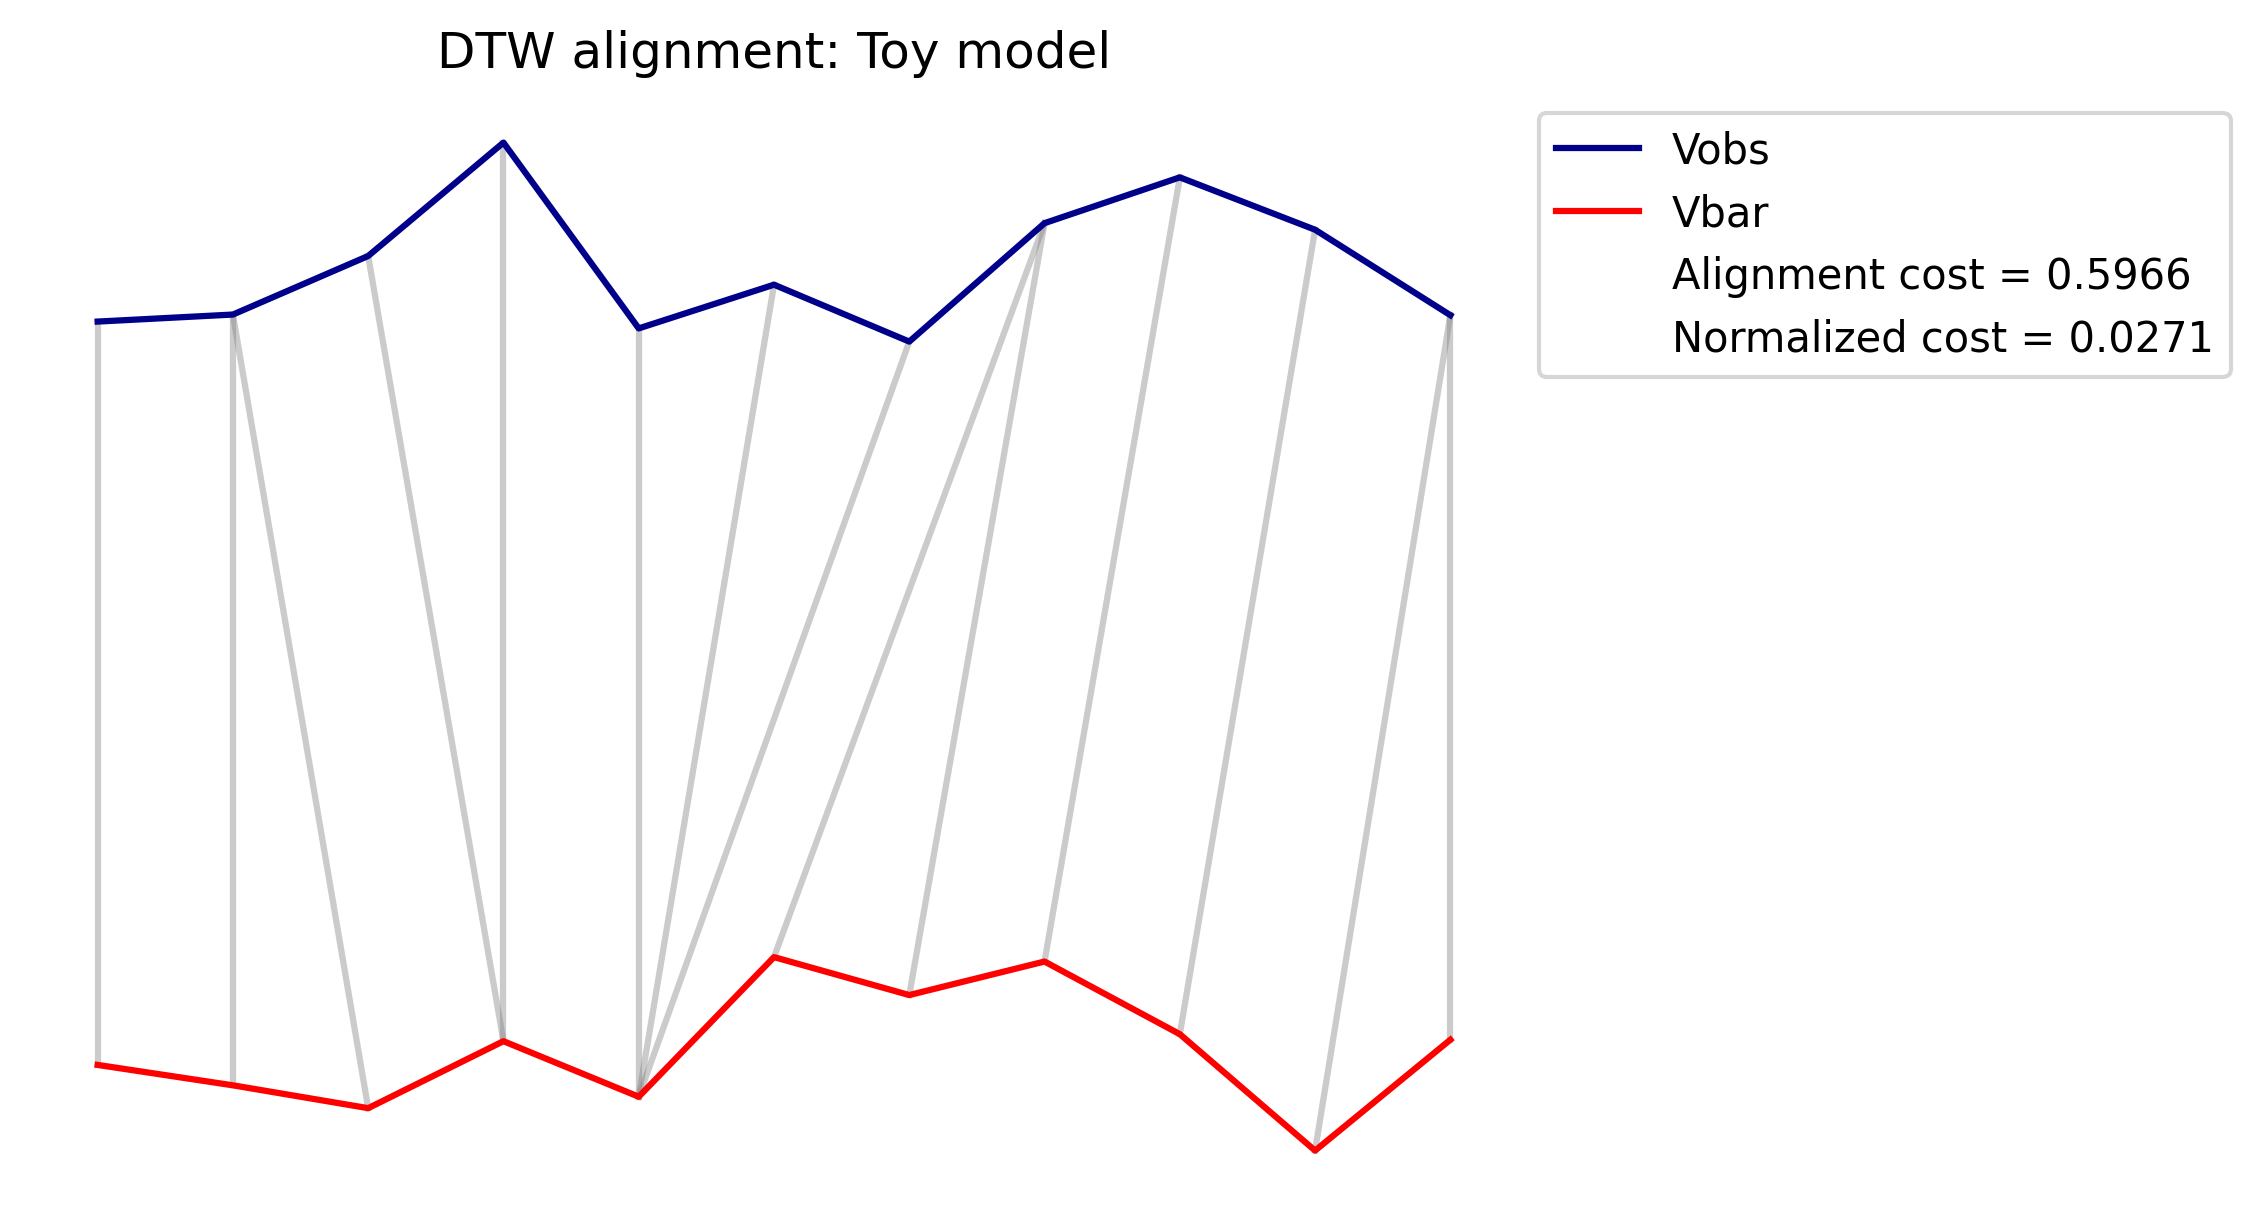 DTW alignment: Toy model
Vobs
Vbar
Alignment cost = 0.5966
Normalized cost = 0.0271